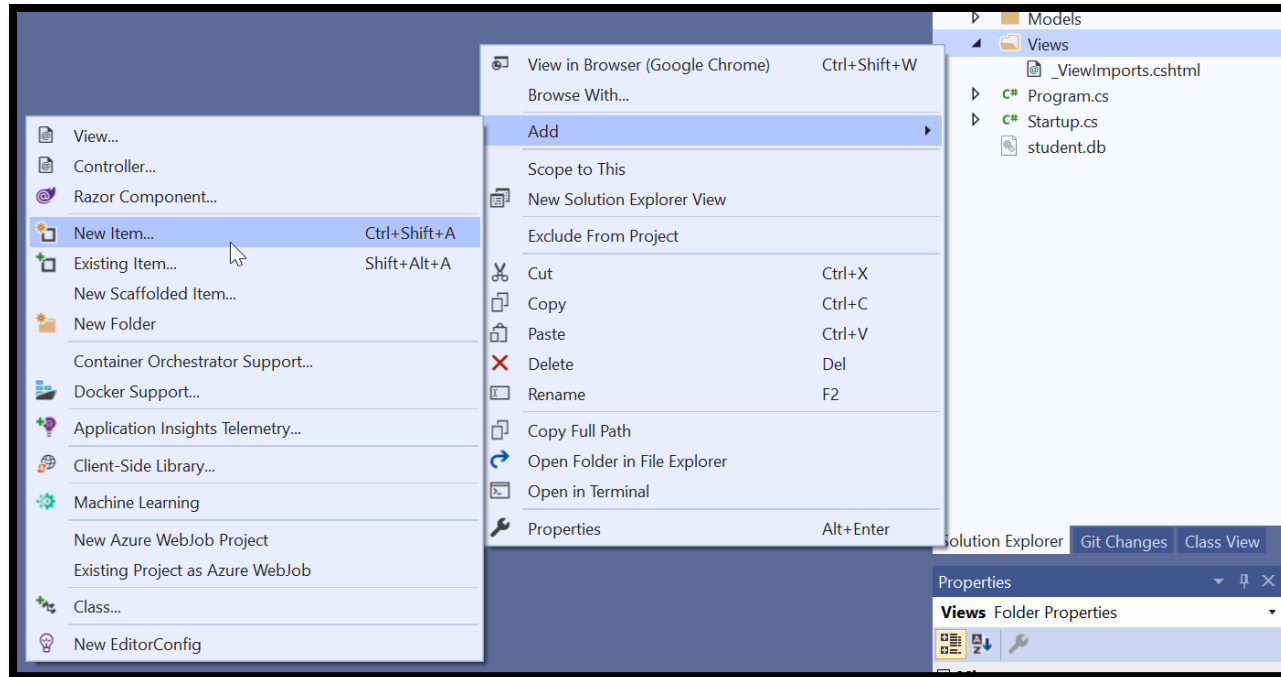 View...
Controller...
Razor Component...
New Item... Ctrl+Shift+A
Existing Item... Shift+Alt+A
New Scaffolded Item...
New Folder
Container Orchestrator Support...
Docker Support...
Application Insights Telemetry...
Client-Side Library...
Machine Learning
New Azure WebJob Project
Existing Project as Azure WebJob
Class...
New EditorConfig
View in Browser (Google Chrome) Ctrl+Shift+W
Browse With...
Add
Scope to This
New Solution Explorer View
Exclude From Project
Cut Ctrl+X
Copy Ctrl+C
Paste Ctrl+V
Delete Del
Rename F2
Copy Full Path
Open Folder in File Explorer
Open in Terminal
Properties Alt+Enter
Models
Views
_ViewImports.cshtml
C# Program.cs
C# Startup.cs
student.db
Solution Explorer Git Changes Class View
Properties
Views Folder Properties